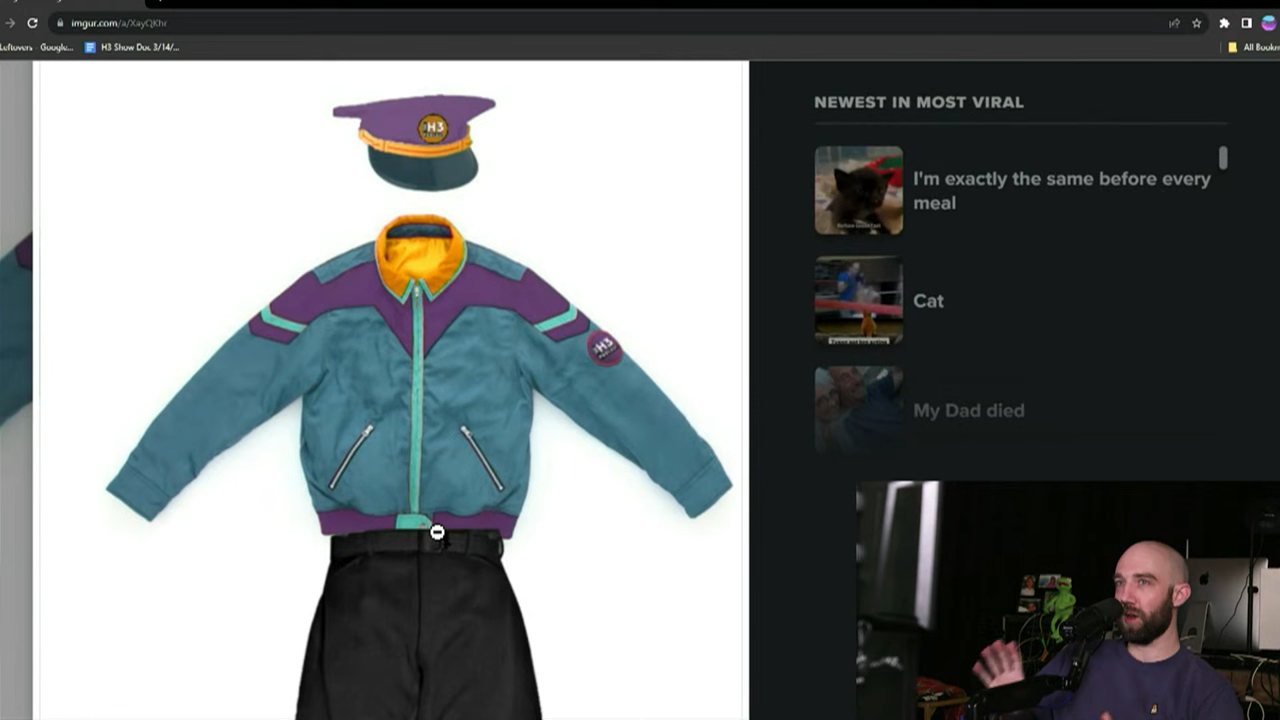 imgur.com/a/XayQKhr
Leftovers - Google...
H3 Show Doc 3/14/...
All Bookm
H3
H3
NEWEST IN MOST VIRAL
I'm exactly the same before every
meal
Cat
My Dad died